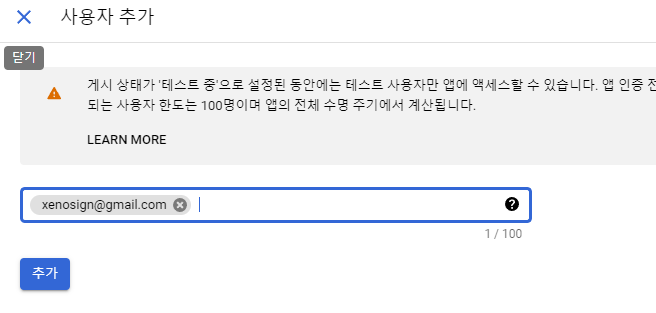 사용자 추가
닫기
게시 상태가 '테스트 중'으로 설정된 동안에는 테스트 사용자만 앱에 액세스할 수 있습니다. 앱 인증 전
되는 사용자 한도는 100명이며 앱의 전체 수명 주기에서 계산됩니다.
LEARN MORE
xenosign@gmail.com
1 / 100
추가